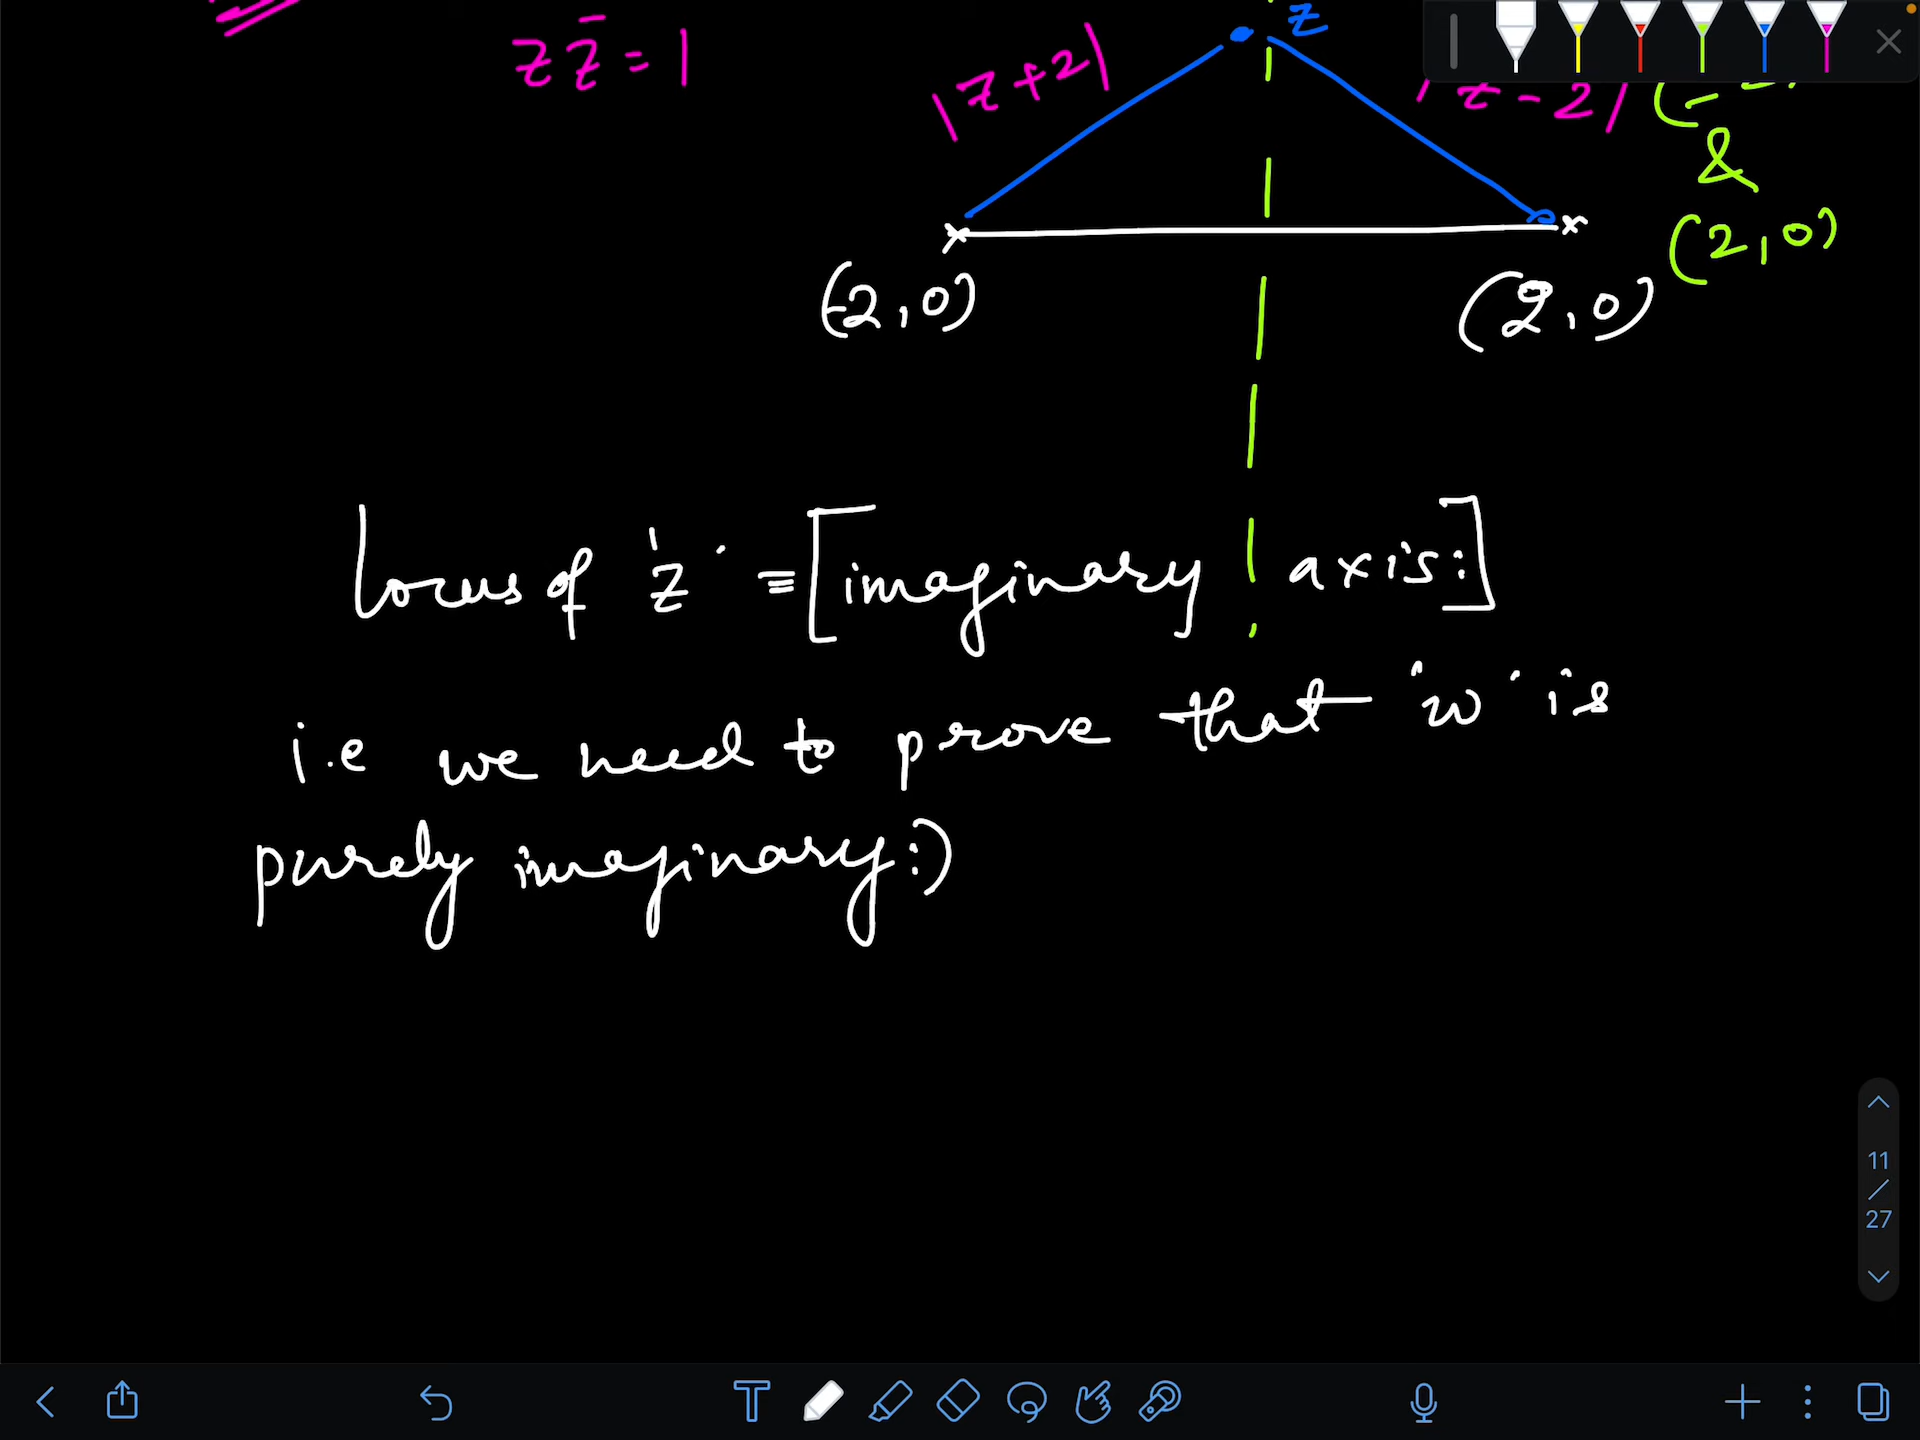 z z̄ = 1
z
|z+2|
|z-2|
&
(2,0)
(-2,0)
(2,0)
locus of 'z' ≡ [imaginary axis:]
i.e we need to prove that 'w' is
purely imaginary:)
11
/
27
T